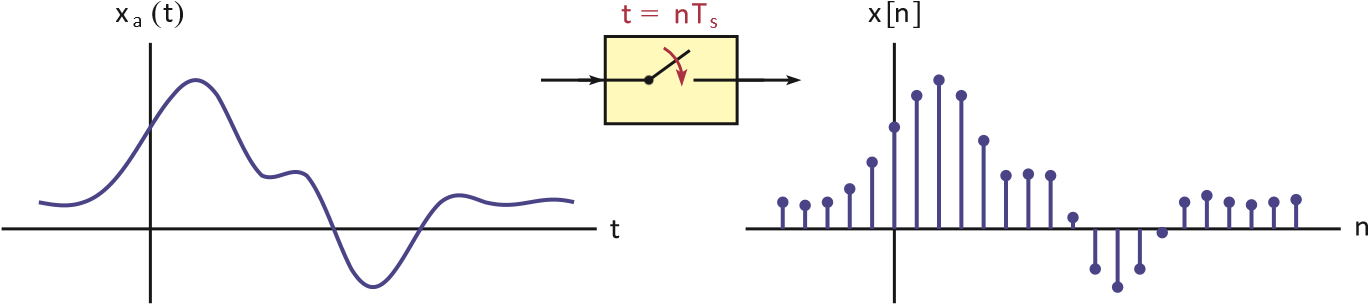 xₐ (t)
t = nTₛ
x[n]
t
n